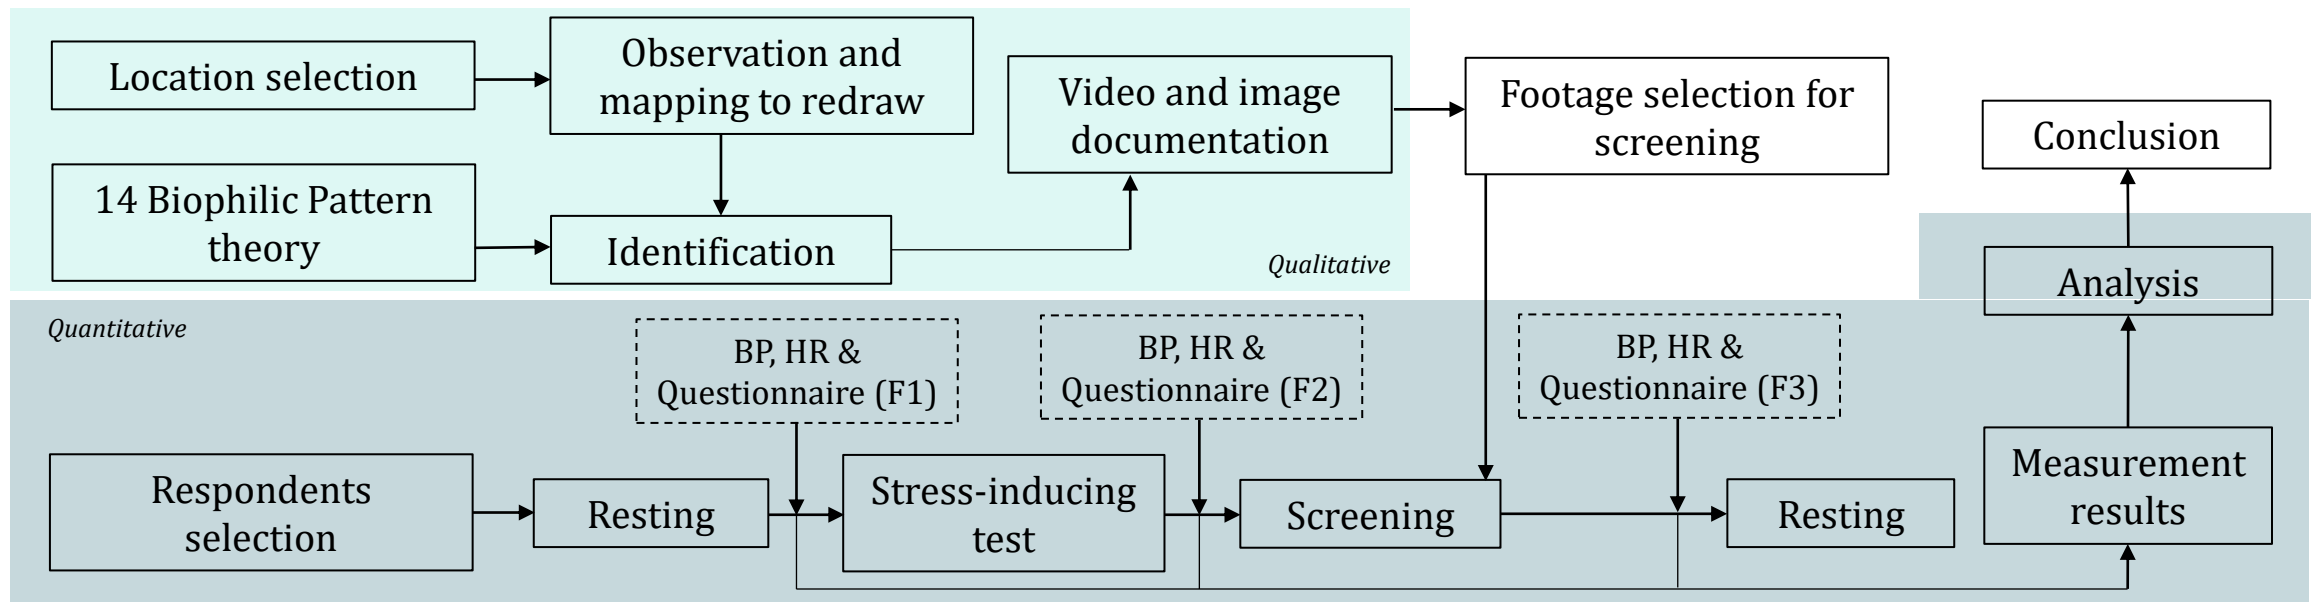 Location selection
Observation and
mapping to redraw
14 Biophilic Pattern
theory
Identification
Video and image
documentation
Qualitative
Footage selection for
screening
Conclusion
Analysis
Quantitative
BP, HR &
Questionnaire (F1)
BP, HR &
Questionnaire (F2)
BP, HR &
Questionnaire (F3)
Respondents
selection
Resting
Stress-inducing
test
Screening
Resting
Measurement
results